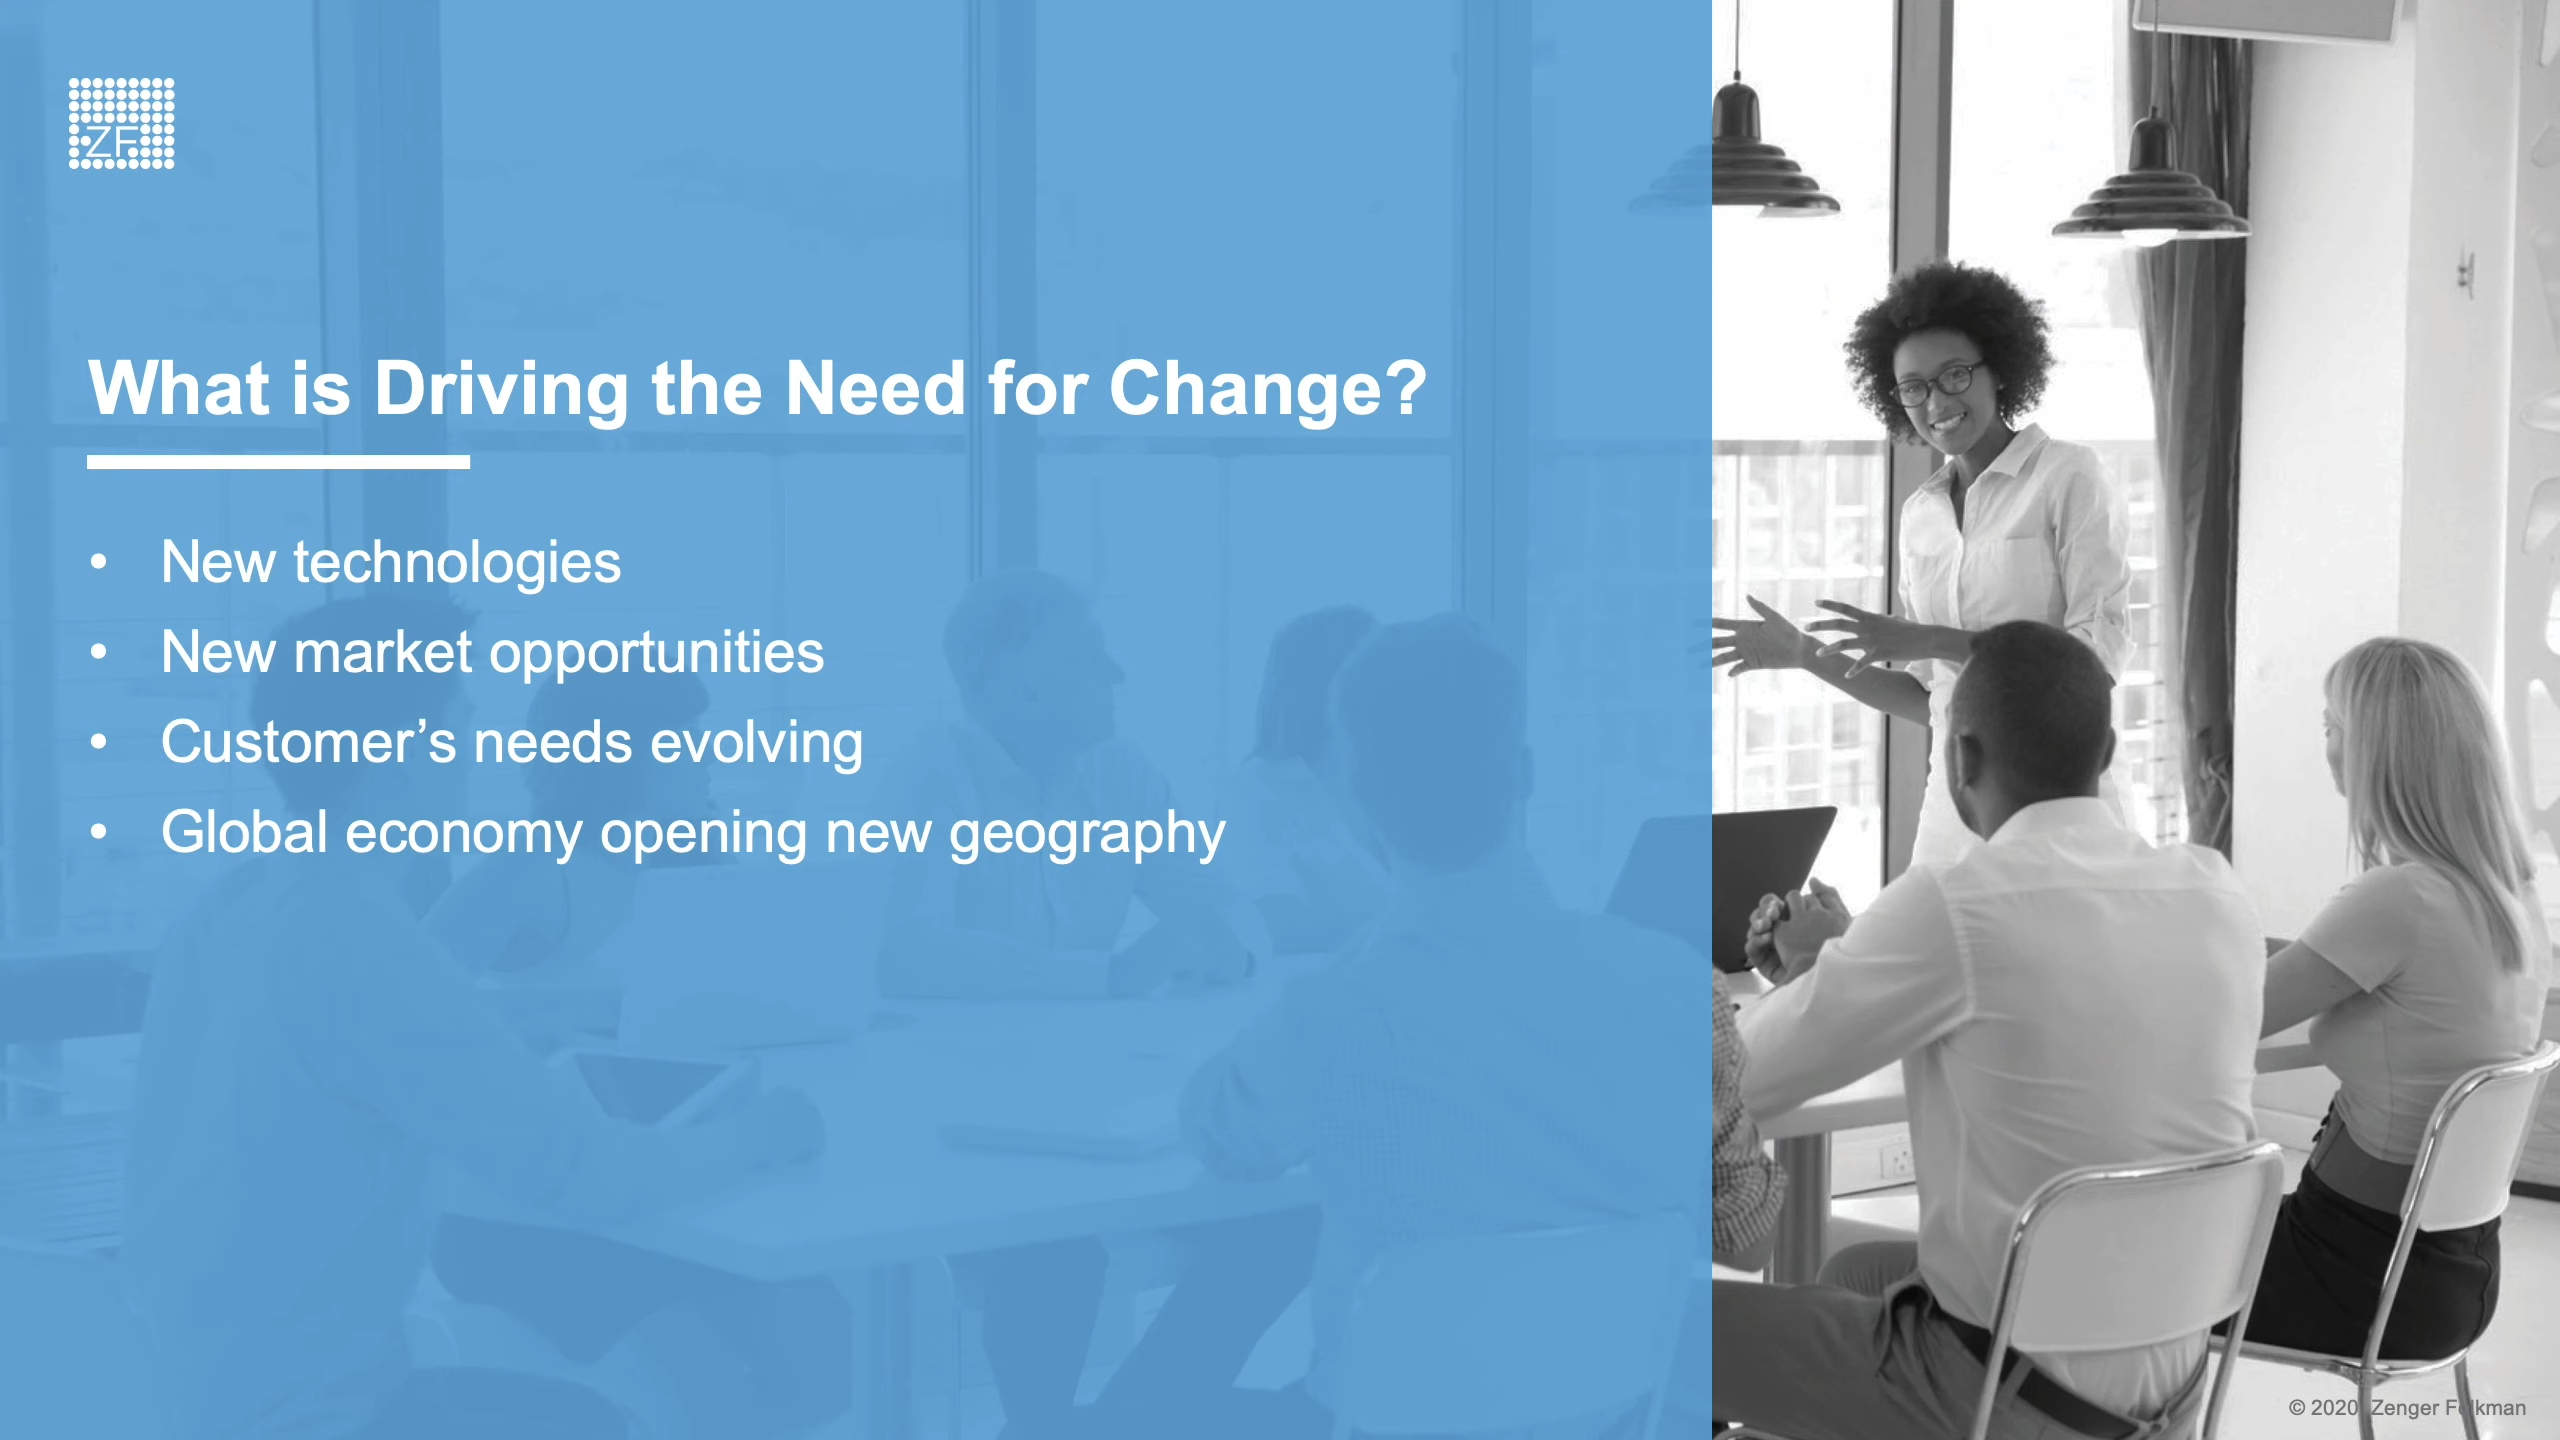 ZF
What is Driving the Need for Change?
• New technologies
• New market opportunities
• Customer’s needs evolving
• Global economy opening new geography
© 2020 Zenger Folkman